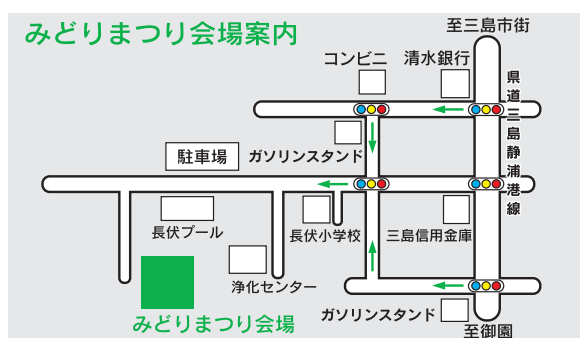 みどりまつり会場案内
至三島市街
コンビニ
清水銀行
県道三島静浦港線
ガソリンスタンド
駐車場
長伏プール
長伏小学校
三島信用金庫
浄化センター
みどりまつり会場
ガソリンスタンド
至御園